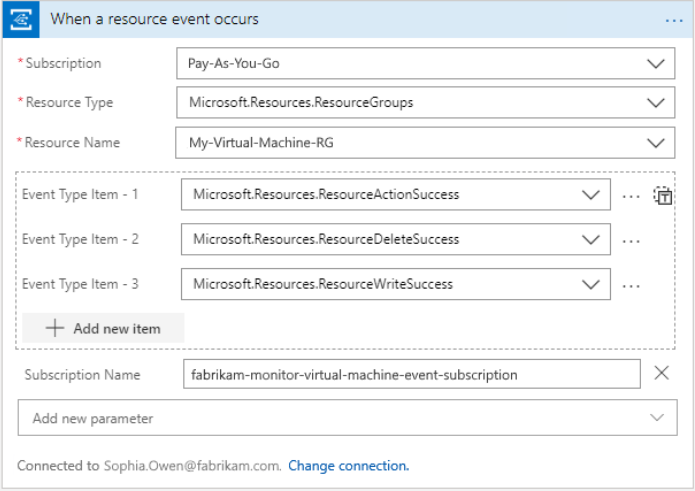 When a resource event occurs
* Subscription Pay-As-You-Go
* Resource Type Microsoft.Resources.ResourceGroups
* Resource Name My-Virtual-Machine-RG
Event Type Item - 1 Microsoft.Resources.ResourceActionSuccess
Event Type Item - 2 Microsoft.Resources.ResourceDeleteSuccess
Event Type Item - 3 Microsoft.Resources.ResourceWriteSuccess
Add new item
Subscription Name fabrikam-monitor-virtual-machine-event-subscription
Add new parameter
Connected to Sophia.Owen@fabrikam.com. Change connection.